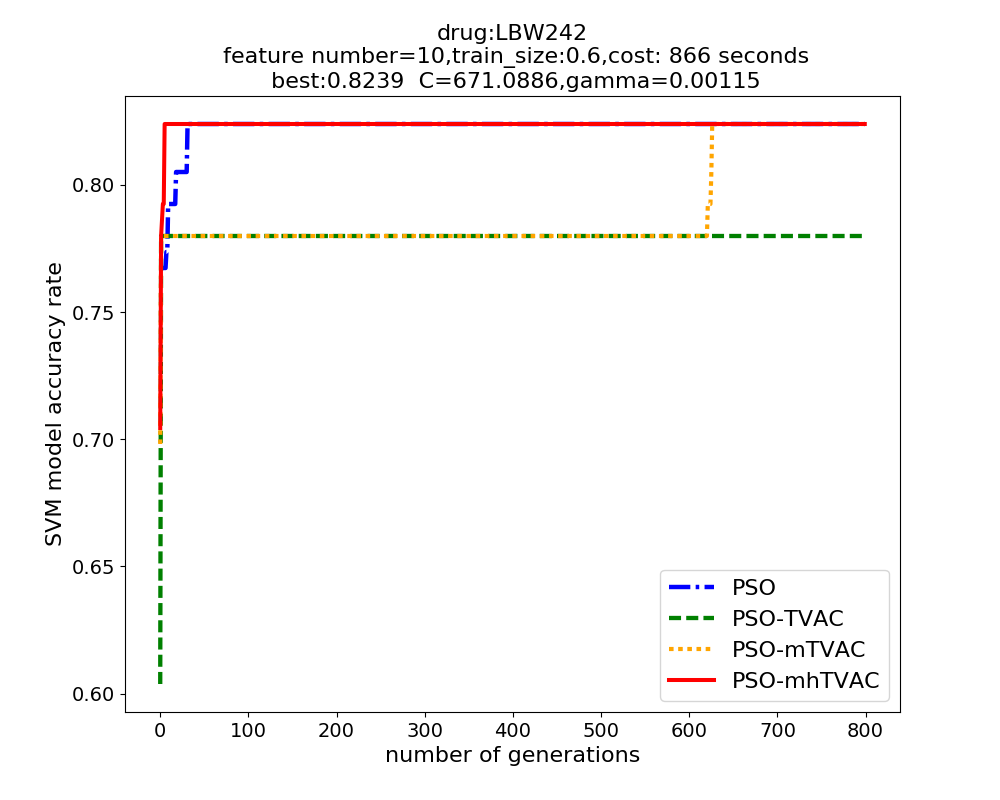 drug:LBW242
feature number=10,train_size:0.6,cost: 866 seconds
best:0.8239  C=671.0886,gamma=0.00115
SVM model accuracy rate
0.80
0.75
0.70
0.65
0.60
0 100 200 300 400 500 600 700 800
number of generations
PSO
PSO-TVAC
PSO-mTVAC
PSO-mhTVAC